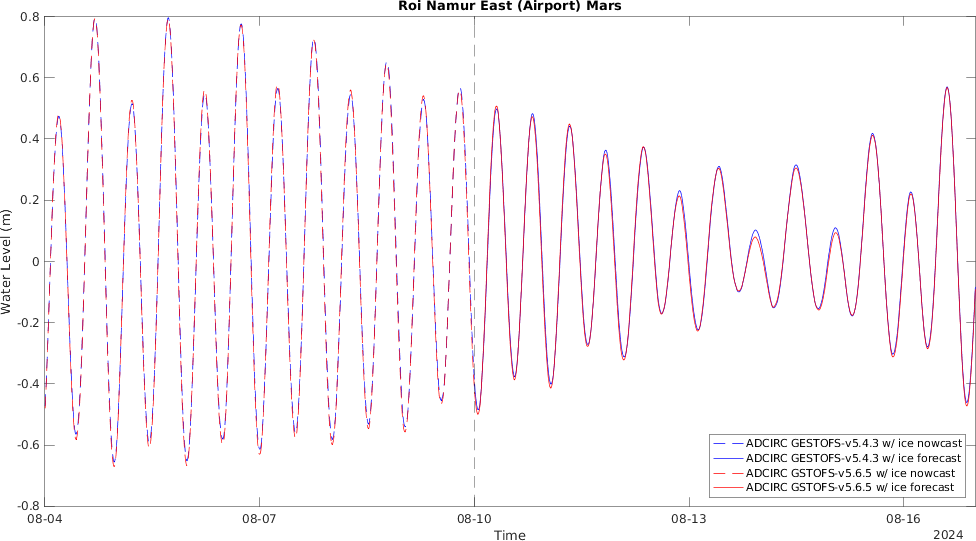 Roi Namur East (Airport) Mars
0.8
0.6
0.4
0.2
0
-0.2
-0.4
-0.6
-0.8
Water Level (m)
ADCIRC GESTOFS-v5.4.3 w/ ice nowcast
ADCIRC GESTOFS-v5.4.3 w/ ice forecast
ADCIRC GSTOFS-v5.6.5 w/ ice nowcast
ADCIRC GSTOFS-v5.6.5 w/ ice forecast
08-04
08-07
08-10
08-13
08-16
Time
2024